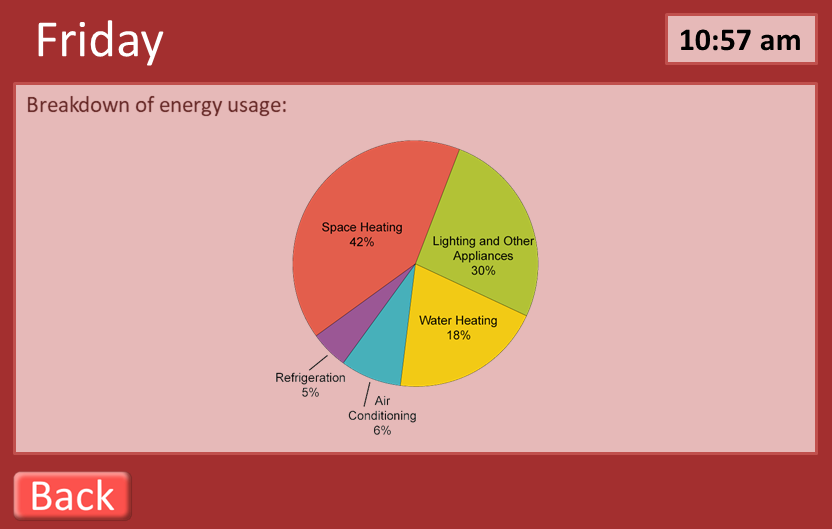 Friday
10:57 am
Breakdown of energy usage:
Space Heating
42%
Lighting and Other
Appliances
30%
Water Heating
18%
Refrigeration
5%
Air
Conditioning
6%
Back